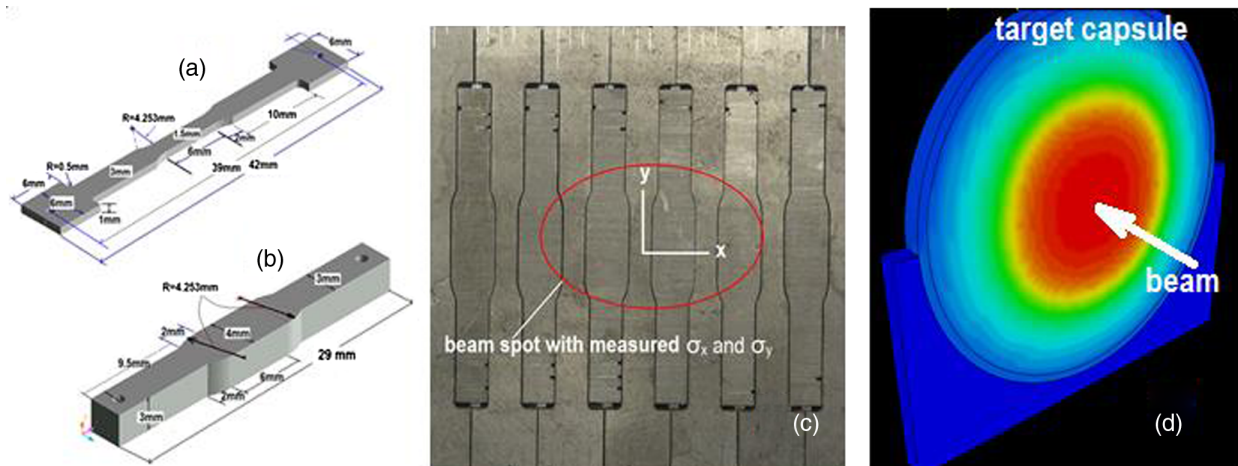 (a)
6mm
R=4.253mm
1.5mm
2mm
10mm
6mm
39mm
42mm
R=0.5mm
3mm
6mm
6mm
1mm
(b)
R=4.253mm
3mm
2mm
4mm
29 mm
9.5mm
6mm
2mm
3mm
y
x
beam spot with measured σx and σy
(c)
target capsule
beam
(d)